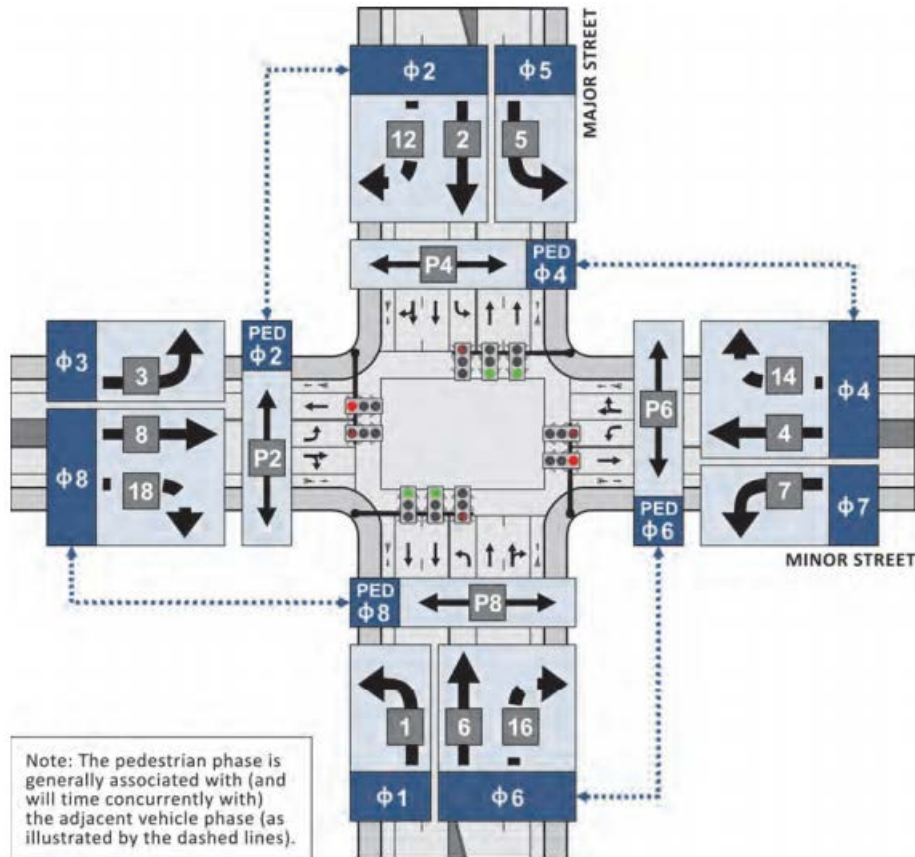 MAJOR STREET
ϕ2
ϕ5
12
2
5
P4
PED
ϕ4
ϕ3
3
PED
ϕ2
14
ϕ4
8
P2
P6
4
ϕ8
18
7
PED
ϕ6
ϕ7
MINOR STREET
PED
ϕ8
P8
1
6
16
ϕ1
ϕ6
Note: The pedestrian phase is
generally associated with (and
will time concurrently with)
the adjacent vehicle phase (as
illustrated by the dashed lines).